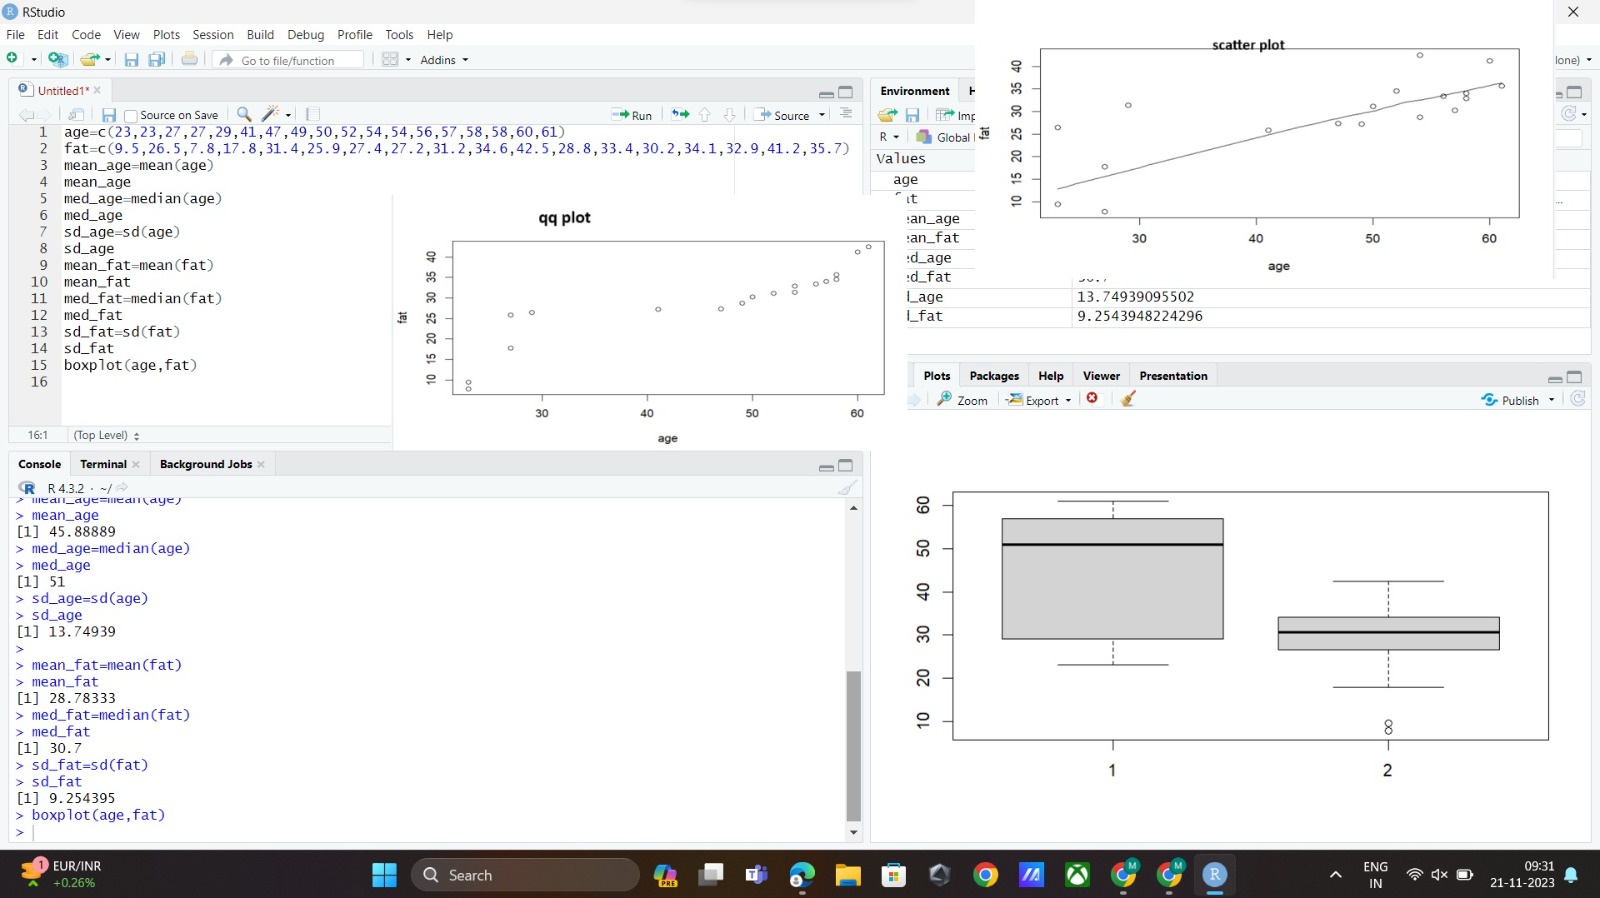 RStudio
File Edit Code View Plots Session Build Debug Profile Tools Help
Go to file/function
Addins
Untitled1*
Source on Save
Run
Source
1 age=c(23,23,27,27,29,41,47,49,50,52,54,54,56,57,58,58,60,61)
2 fat=c(9.5,26.5,7.8,17.8,31.4,25.9,27.4,27.2,31.2,34.6,42.5,28.8,33.4,30.2,34.1,32.9,41.2,35.7)
3 mean_age=mean(age)
4 mean_age
5 med_age=median(age)
6 med_age
7 sd_age=sd(age)
8 sd_age
9 mean_fat=mean(fat)
10 mean_fat
11 med_fat=median(fat)
12 med_fat
13 sd_fat=sd(fat)
14 sd_fat
15 boxplot(age,fat)
16
16:1 (Top Level)
qq plot
fat
40
35
30
25
20
15
10
30 40 50 60
age
Console Terminal Background Jobs
R 4.3.2 · ~/
> mean_age=mean(age)
> mean_age
[1] 45.88889
> med_age=median(age)
> med_age
[1] 51
> sd_age=sd(age)
> sd_age
[1] 13.74939
>
> mean_fat=mean(fat)
> mean_fat
[1] 28.78333
> med_fat=median(fat)
> med_fat
[1] 30.7
> sd_fat=sd(fat)
> sd_fat
[1] 9.254395
> boxplot(age,fat)
>
Environment H
Imp
R Global
Values
age
at
ean_age
ean_fat
ed_age
ed_fat
_age 13.74939095502
_fat 9.2543948224296
lone)
scatter plot
fat
40
35
30
25
20
15
10
30 40 50 60
age
Plots Packages Help Viewer Presentation
Zoom Export Publish
60
50
40
30
20
10
1 2
1
EUR/INR
+0.26%
Search
PRE
M
M
R
ENG
IN
09:31
21-11-2023